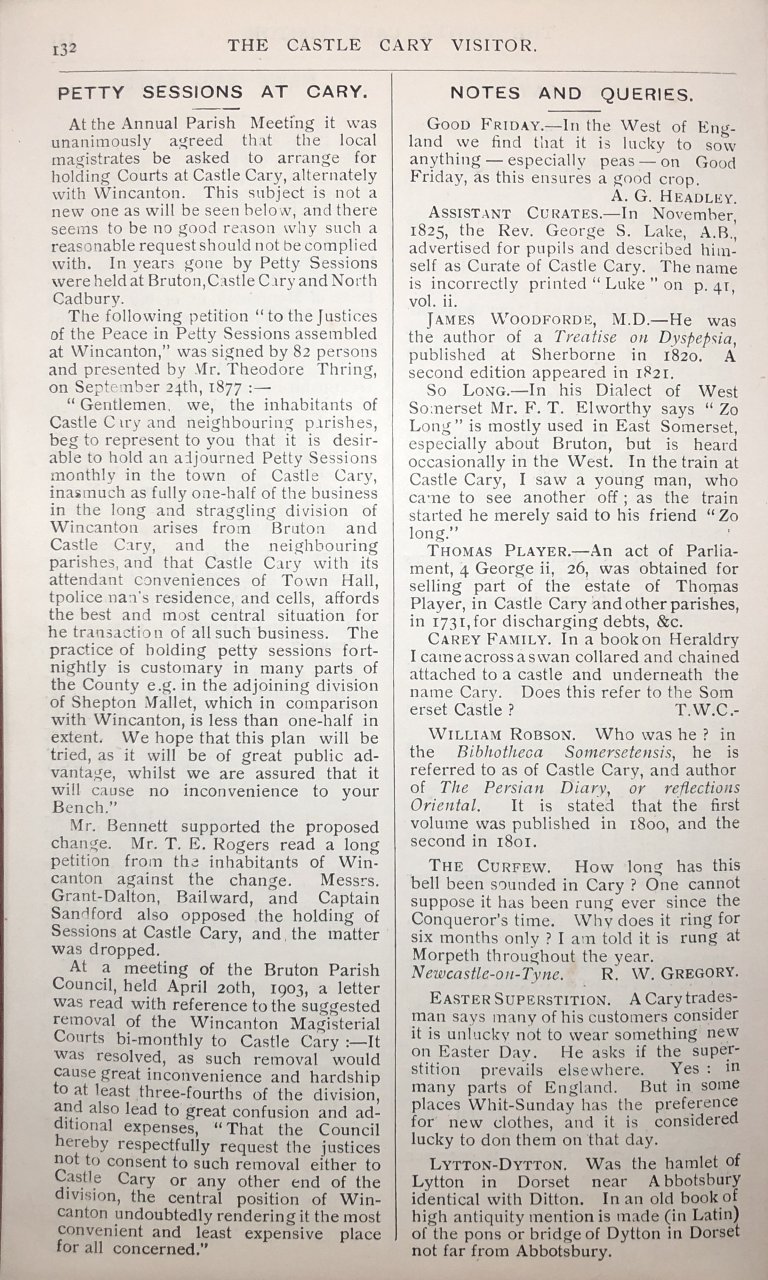 132
THE CASTLE CARY VISITOR.
PETTY SESSIONS AT CARY.
At the Annual Parish Meeting it was
unanimously agreed that the local
magistrates be asked to arrange for
holding Courts at Castle Cary, alternately
with Wincanton. This subject is not a
new one as will be seen below, and there
seems to be no good reason why such a
reasonable request should not be complied
with. In years gone by Petty Sessions
were held at Bruton, Castle Cary and North
Cadbury.
The following petition “to the Justices
of the Peace in Petty Sessions assembled
at Wincanton,” was signed by 82 persons
and presented by Mr. Theodore Thring,
on September 24th, 1877 :—
“Gentlemen. we, the inhabitants of
Castle Cary and neighbouring parishes,
beg to represent to you that it is desir-
able to hold an adjourned Petty Sessions
monthly in the town of Castle Cary,
inasmuch as fully one-half of the business
in the long and straggling division of
Wincanton arises from Bruton and
Castle Cary, and the neighbouring
parishes, and that Castle Cary with its
attendant conveniences of Town Hall,
tpoliceman's residence, and cells, affords
the best and most central situation for
he transaction of all such business. The
practice of holding petty sessions fort-
nightly is customary in many parts of
the County e.g. in the adjoining division
of Shepton Mallet, which in comparison
with Wincanton, is less than one-half in
extent. We hope that this plan will be
tried, as it will be of great public ad-
vantage, whilst we are assured that it
will cause no inconvenience to your
Bench.”
Mr. Bennett supported the proposed
change. Mr. T. E. Rogers read a long
petition from the inhabitants of Win-
canton against the change. Messrs.
Grant-Dalton, Bailward, and Captain
Sandford also opposed the holding of
Sessions at Castle Cary, and the matter
was dropped.
At a meeting of the Bruton Parish
Council, held April 20th, 1903, a letter
was read with reference to the suggested
removal of the Wincanton Magisterial
Courts bi-monthly to Castle Cary :—It
was resolved, as such removal would
cause great inconvenience and hardship
to at least three-fourths of the division,
and also lead to great confusion and ad-
ditional expenses, “That the Council
hereby respectfully request the justices
not to consent to such removal either to
Castle Cary or any other end of the
division, the central position of Win-
canton undoubtedly rendering it the most
convenient and least expensive place
for all concerned.”
NOTES AND QUERIES.
GOOD FRIDAY.—In the West of Eng-
land we find that it is lucky to sow
anything — especially peas — on Good
Friday, as this ensures a good crop.
A. G. HEADLEY.
ASSISTANT CURATES.—In November,
1825, the Rev. George S. Lake, A.B.,
advertised for pupils and described him-
self as Curate of Castle Cary. The name
is incorrectly printed “Luke” on p. 41,
vol. ii.
JAMES WOODFORDE, M.D.—He was
the author of a Treatise on Dyspepsia,
published at Sherborne in 1820. A
second edition appeared in 1821.
SO LONG.—In his Dialect of West
Somerset Mr. F. T. Elworthy says “Zo
Long” is mostly used in East Somerset,
especially about Bruton, but is heard
occasionally in the West. In the train at
Castle Cary, I saw a young man, who
came to see another off ; as the train
started he merely said to his friend “Zo
long.”
THOMAS PLAYER.—An act of Parlia-
ment, 4 George ii, 26, was obtained for
selling part of the estate of Thomas
Player, in Castle Cary and other parishes,
in 1731, for discharging debts, &c.
CAREY FAMILY. In a book on Heraldry
I came across a swan collared and chained
attached to a castle and underneath the
name Cary. Does this refer to the Som
erset Castle ? T.W.C.-
WILLIAM ROBSON. Who was he ? in
the Bibliotheca Somersetensis, he is
referred to as of Castle Cary, and author
of The Persian Diary, or reflections
Oriental. It is stated that the first
volume was published in 1800, and the
second in 1801.
THE CURFEW. How long has this
bell been sounded in Cary ? One cannot
suppose it has been rung ever since the
Conqueror's time. Why does it ring for
six months only ? I am told it is rung at
Morpeth throughout the year.
Newcastle-on-Tyne. R. W. GREGORY.
EASTER SUPERSTITION. A Cary trades-
man says many of his customers consider
it is unlucky not to wear something new
on Easter Day. He asks if the super-
stition prevails elsewhere. Yes : in
many parts of England. But in some
places Whit-Sunday has the preference
for new clothes, and it is considered
lucky to don them on that day.
LYTTON-DYTTON. Was the hamlet of
Lytton in Dorset near Abbotsbury
identical with Ditton. In an old book of
high antiquity mention is made (in Latin)
of the pons or bridge of Dytton in Dorset
not far from Abbotsbury.